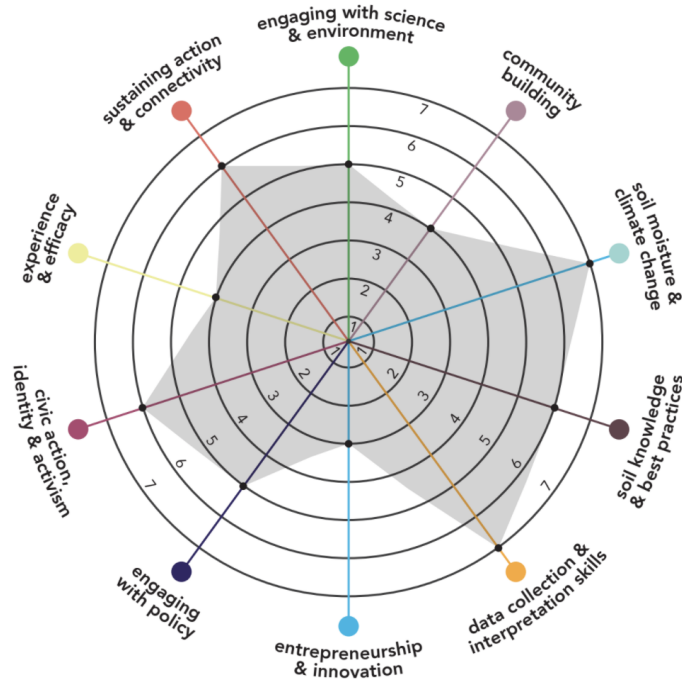 engaging with science
& environment
community
building
soil moisture &
climate change
soil knowledge
& best practices
data collection &
interpretation skills
entrepreneurship
& innovation
engaging
with policy
civic action,
identity & activism
experience
& efficacy
sustaining action
& connectivity
7
6
5
4
3
2
1
1
2
3
4
5
6
7
1
2
3
4
5
6
7